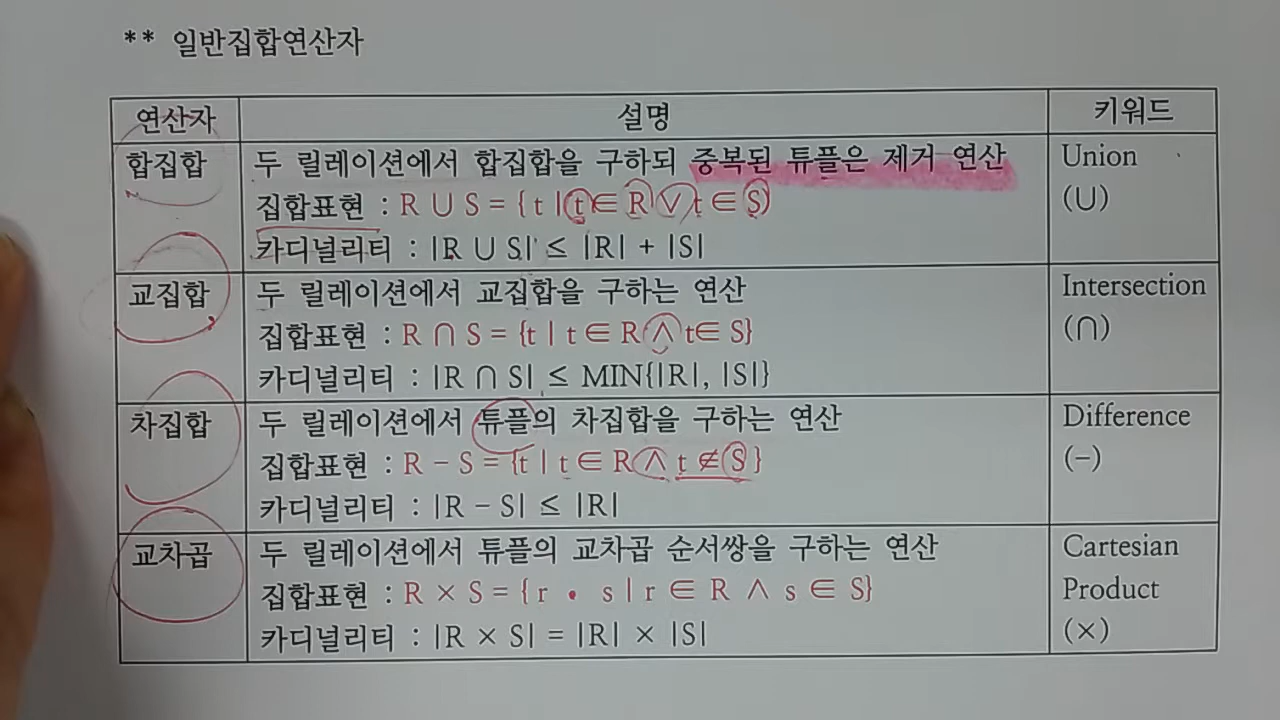 ** 일반집합연산자
연산자 설명 키워드
합집합 두 릴레이션에서 합집합을 구하되 중복된 튜플은 제거 연산 Union
집합표현 : R ∪ S = { t | t ∈ R ∨ t ∈ S} (∪)
카디널리티 : |R ∪ S| ≤ |R| + |S|
교집합 두 릴레이션에서 교집합을 구하는 연산 Intersection
집합표현 : R ∩ S = {t | t ∈ R ∧ t∈ S} (∩)
카디널리티 : |R ∩ S| ≤ MIN{|R|, |S|}
차집합 두 릴레이션에서 튜플의 차집합을 구하는 연산 Difference
집합표현 : R − S = {t | t ∈ R ∧ t ∉ S} (−)
카디널리티 : |R − S| ≤ |R|
교차곱 두 릴레이션에서 튜플의 교차곱 순서쌍을 구하는 연산 Cartesian
집합표현 : R × S = { r • s | r ∈ R ∧ s ∈ S} Product
카디널리티 : |R × S| = |R| × |S| (×)